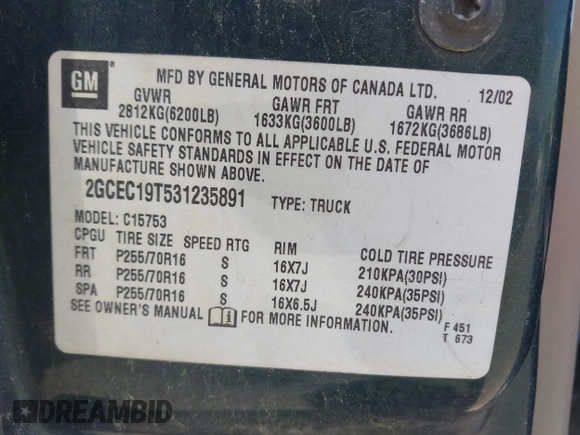 GM
MFD BY GENERAL MOTORS OF CANADA LTD. 12/02
GVWR GAWR FRT GAWR RR
2812KG(6200LB) 1633KG(3600LB) 1672KG(3686LB)
THIS VEHICLE CONFORMS TO ALL APPLICABLE U.S. FEDERAL MOTOR
VEHICLE SAFETY STANDARDS IN EFFECT ON THE DATE OF
MANUFACTURE SHOWN ABOVE.
2GCEC19T531235891 TYPE: TRUCK
MODEL: C15753
CPGU TIRE SIZE SPEED RTG RIM COLD TIRE PRESSURE
FRT P255/70R16 S 16X7J 210KPA(30PSI)
RR P255/70R16 S 16X7J 240KPA(35PSI)
SPA P255/70R16 S 16X6.5J 240KPA(35PSI)
SEE OWNER'S MANUAL i FOR MORE INFORMATION.
F 451
T 673
DREAMBID